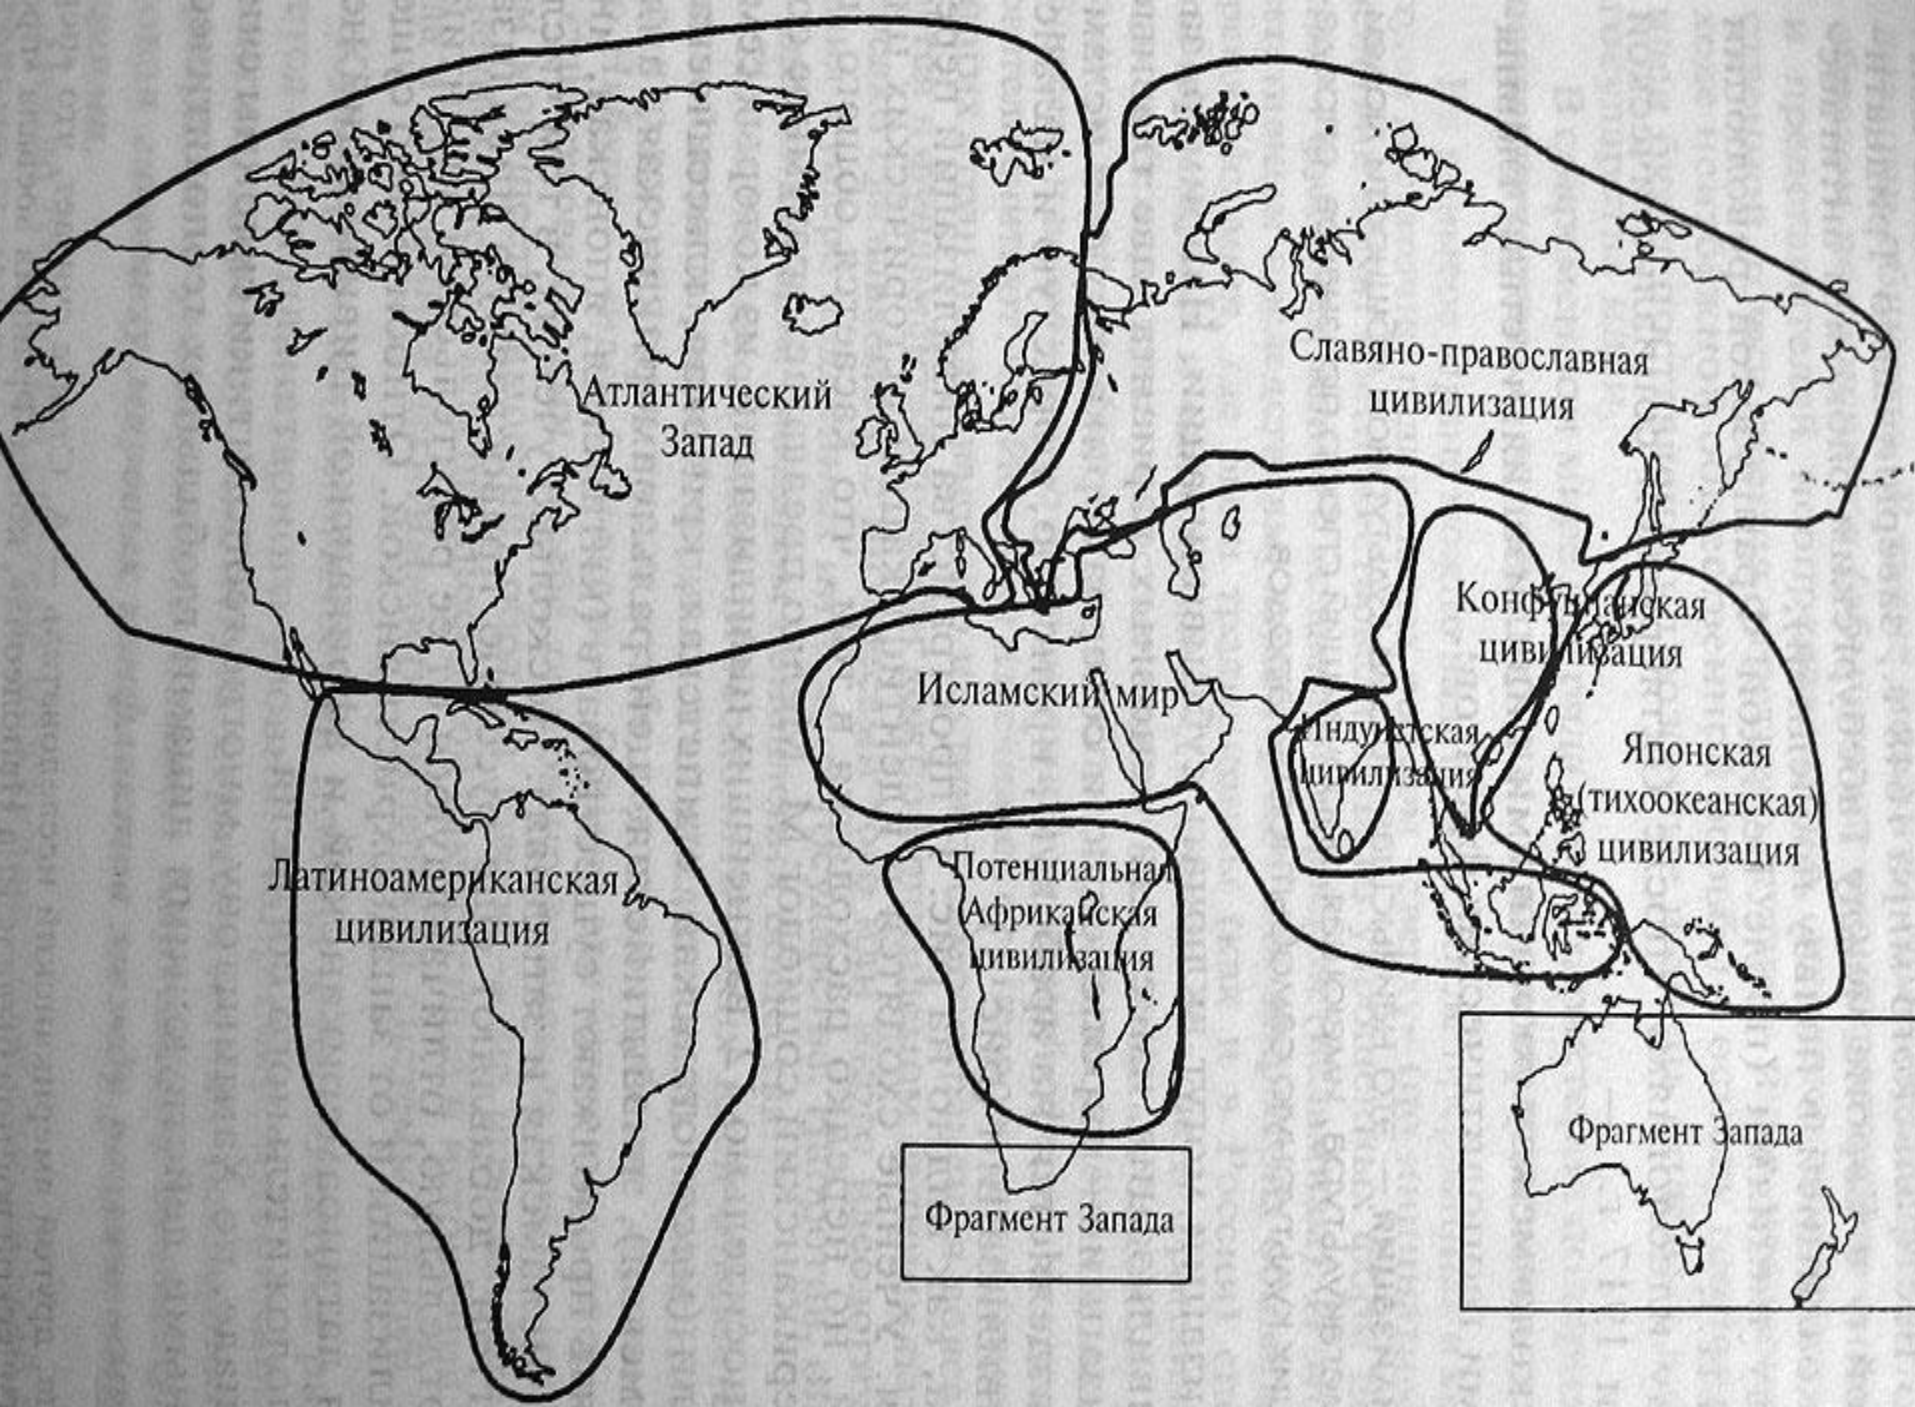 Атлантический
Запад
Славяно-православная
цивилизация
Конфуцианская
цивилизация
Исламский мир
Индуистская
цивилизация
Японская
(тихоокеанская)
цивилизация
Латиноамериканская
цивилизация
Потенциальная
Африканская
цивилизация
Фрагмент Запада
Фрагмент Запада